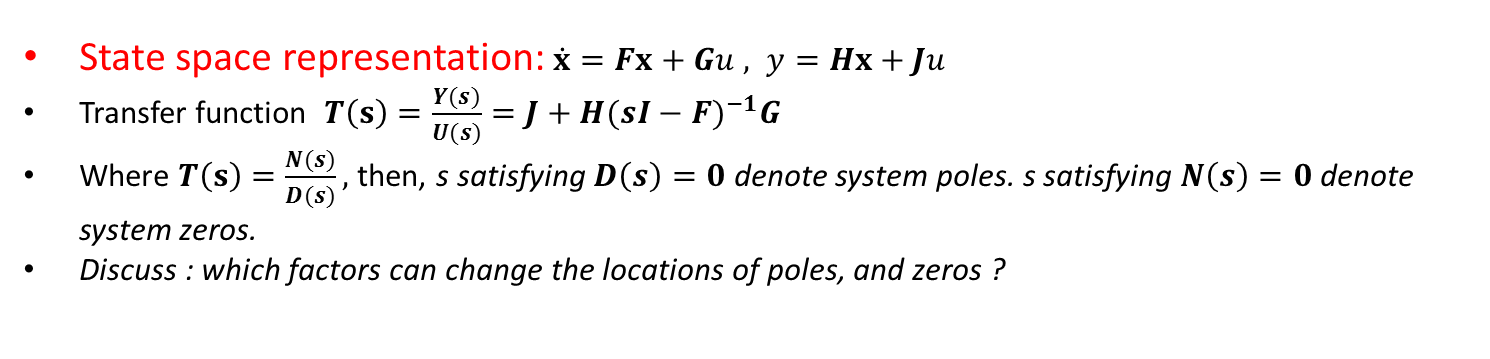 • State space representation: ẋ = Fx + Gu , y = Hx + Ju
• Transfer function T(s) = Y(s)/U(s) = J + H(sI − F)⁻¹G
• Where T(s) = N(s)/D(s) , then, s satisfying D(s) = 0 denote system poles. s satisfying N(s) = 0 denote
system zeros.
• Discuss : which factors can change the locations of poles, and zeros ?